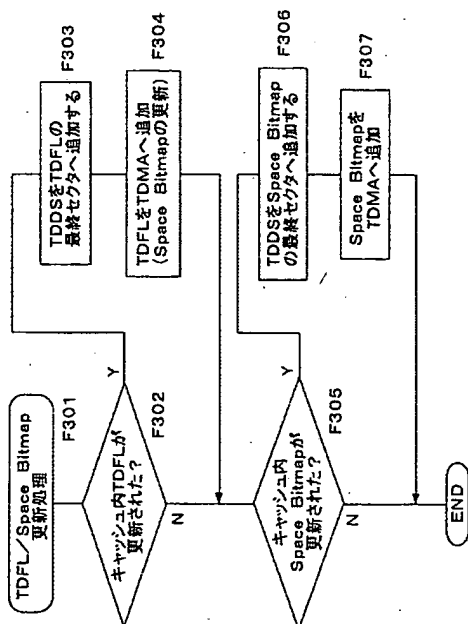 TDFL/Space Bitmap
更新処理
F301
キャッシュ内TDFLが
更新された?
F302
Y
N
TDDSをTDFLの
最終セクタへ追加する
F303
TDFLをTDMAへ追加
(Space Bitmapの更新)
F304
キャッシュ内
Space Bitmapが
更新された?
F305
Y
N
TDDSをSpace Bitmap
の最終セクタへ追加する
F306
Space Bitmapを
TDMAへ追加
F307
END